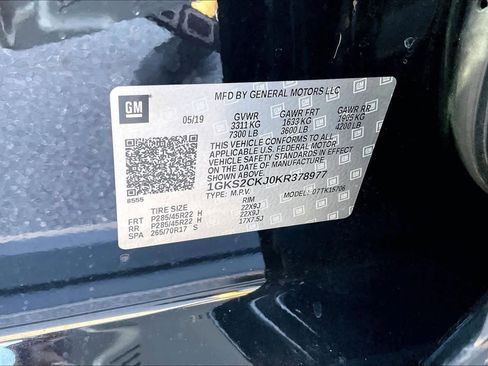 GM
MFD BY GENERAL MOTORS LLC
05/19 GVWR GAWR FRT GAWR RR
3311 KG 1633 KG 1905 KG
7300 LB 3600 LB 4200 LB
THIS VEHICLE CONFORMS TO ALL
APPLICABLE U.S. FEDERAL MOTOR
VEHICLE SAFETY STANDARDS IN EFFECT ON
THE DATE OF MANUFACTURE
SHOWN ABOVE.
1GKS2CKJ0KR378977
8555 TYPE: M.P.V. MODEL: 077TK15706
TIRE SIZE RIM
FRT P285/45R22 H 22X9J
RR P285/45R22 H 22X9J
SPA 265/70R17 S 17X7.5J